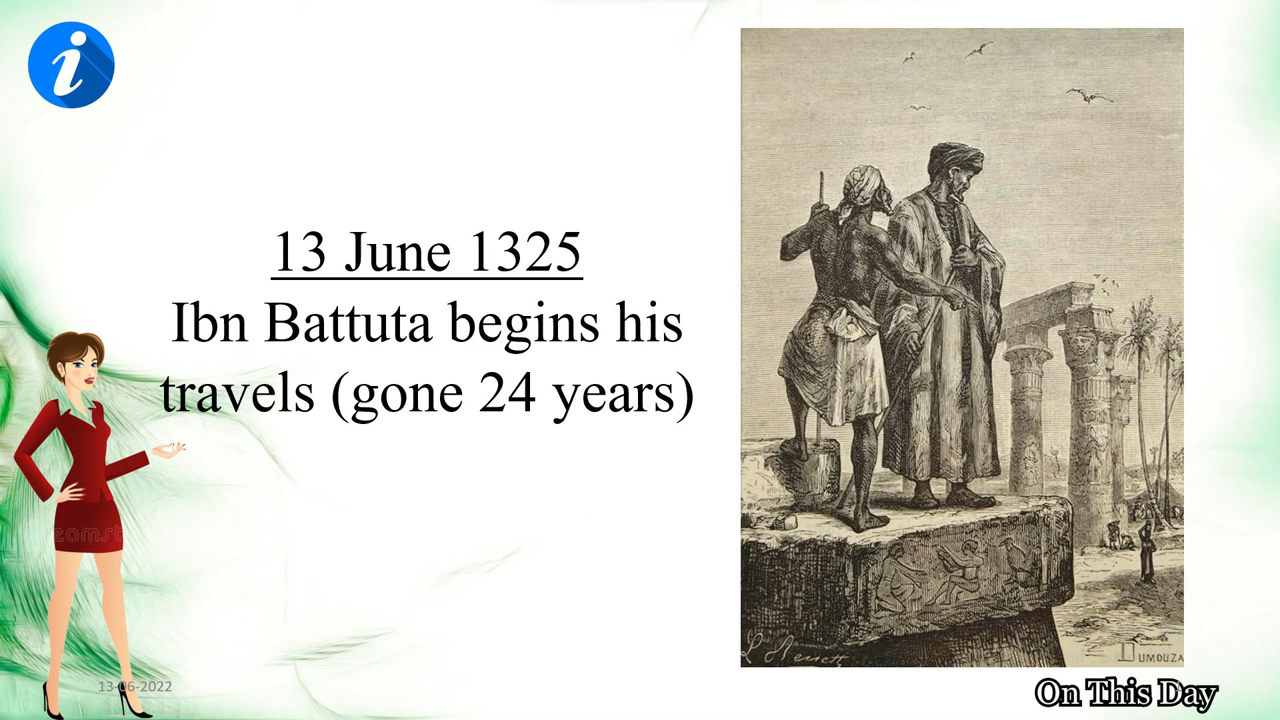 13 June 1325
Ibn Battuta begins his
travels (gone 24 years)
DUMOUZA
13-06-2022
On This Day